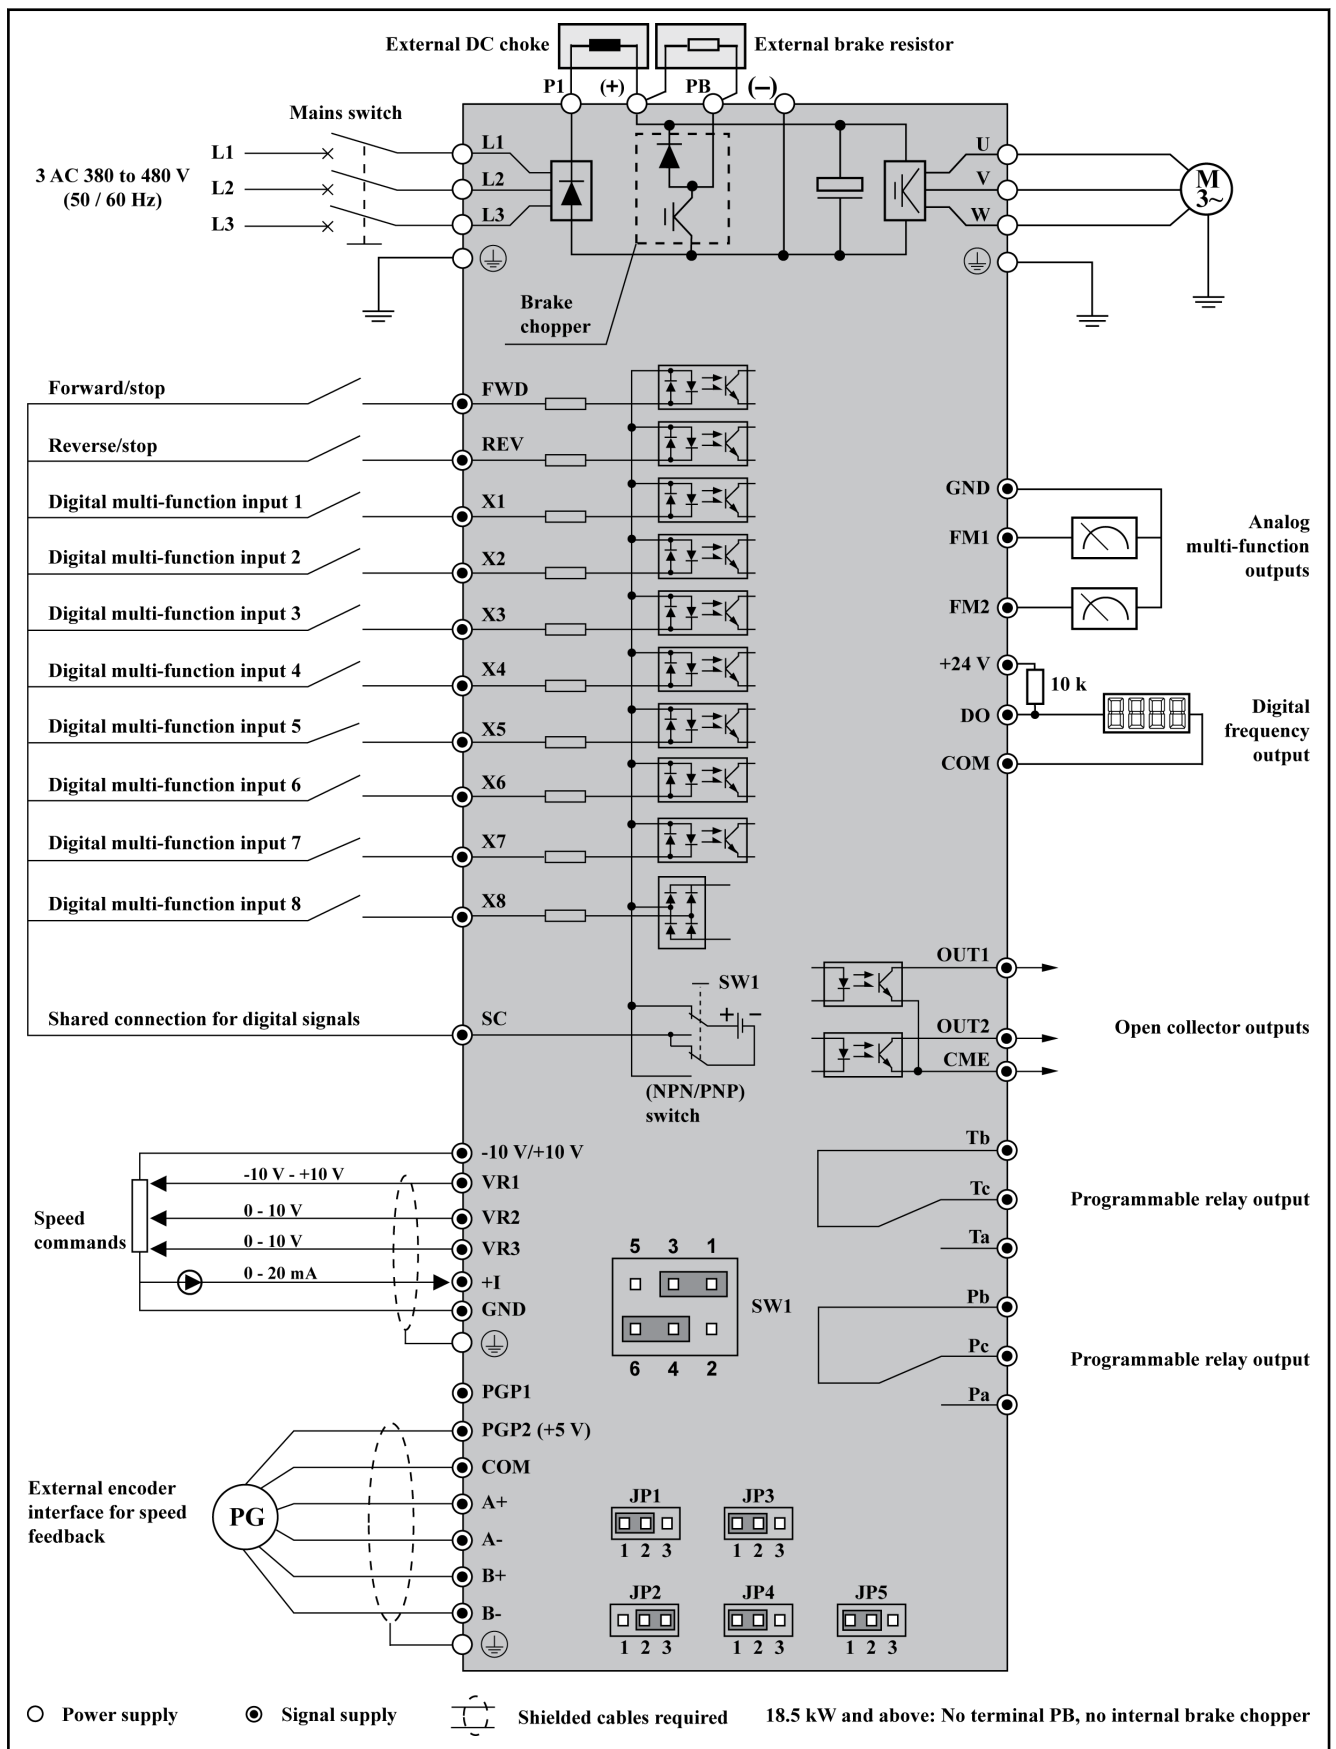 External DC choke
External brake resistor
P1
(+)
PB
(–)
Mains switch
L1
L2
L3
3 AC 380 to 480 V
(50 / 60 Hz)
L1
L2
L3
U
V
W
M
3~
Brake
chopper
Forward/stop
FWD
Reverse/stop
REV
Digital multi-function input 1
X1
Digital multi-function input 2
X2
Digital multi-function input 3
X3
Digital multi-function input 4
X4
Digital multi-function input 5
X5
Digital multi-function input 6
X6
Digital multi-function input 7
X7
Digital multi-function input 8
X8
Shared connection for digital signals
SC
SW1
+ –
(NPN/PNP)
switch
GND
FM1
FM2
Analog
multi-function
outputs
+24 V
10 k
DO
COM
Digital
frequency
output
OUT1
OUT2
CME
Open collector outputs
Tb
Tc
Ta
Programmable relay output
Pb
Pc
Pa
Programmable relay output
Speed
commands
-10 V/+10 V
-10 V - +10 V
VR1
0 - 10 V
VR2
0 - 10 V
VR3
0 - 20 mA
+I
GND
5 3 1
SW1
6 4 2
PGP1
PGP2 (+5 V)
COM
A+
A-
B+
B-
External encoder
interface for speed
feedback
PG
JP1
1 2 3
JP3
1 2 3
JP2
1 2 3
JP4
1 2 3
JP5
1 2 3
Power supply
Signal supply
Shielded cables required
18.5 kW and above: No terminal PB, no internal brake chopper